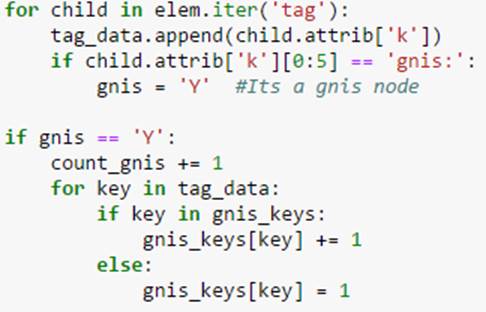 for child in elem.iter('tag'):
    tag_data.append(child.attrib['k'])
    if child.attrib['k'][0:5] == 'gnis:':
        gnis = 'Y'  #Its a gnis node

if gnis == 'Y':
    count_gnis += 1
    for key in tag_data:
        if key in gnis_keys:
            gnis_keys[key] += 1
        else:
            gnis_keys[key] = 1